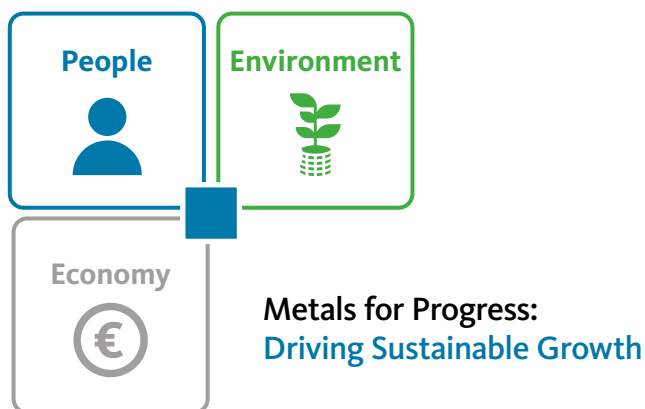 People
Environment
Economy
€
Metals for Progress:
Driving Sustainable Growth